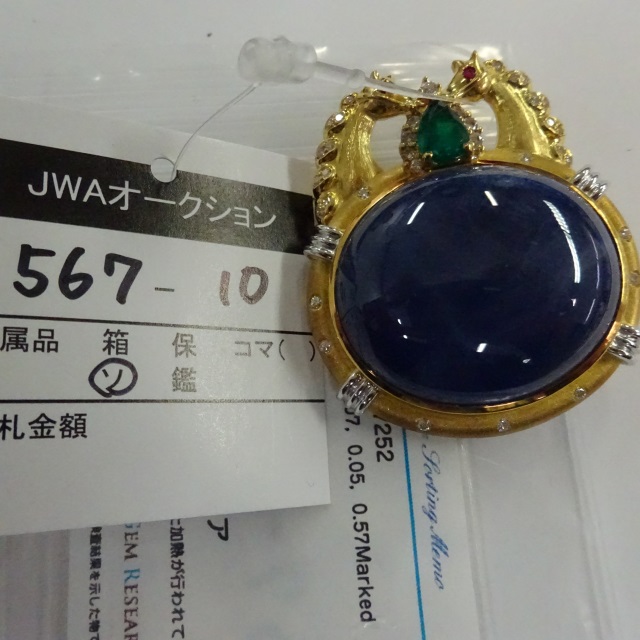 JWAオークション
567-10
属品 箱 保 コマ( )
ソ 鑑
札金額
252
07, 0.05, 0.57Marked
Sorting Memo
ア
に加熱が行われて
GEM RESEAR